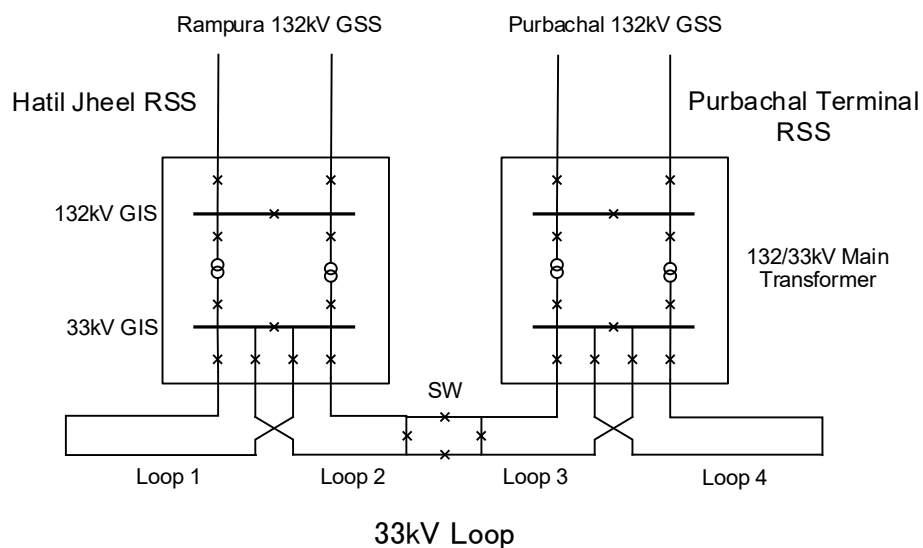 Rampura 132kV GSS
Purbachal 132kV GSS
Hatil Jheel RSS
Purbachal Terminal
RSS
132kV GIS
132/33kV Main
Transformer
33kV GIS
SW
Loop 1
Loop 2
Loop 3
Loop 4
33kV Loop